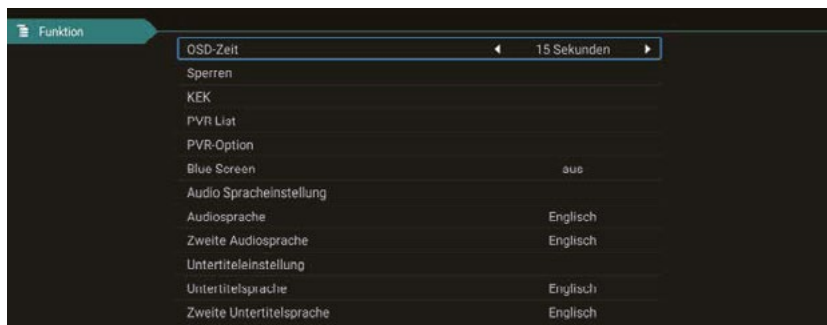 Funktion
OSD-Zeit 15 Sekunden
Sperren
KEK
PVR List
PVR-Option
Blue Screen aus
Audio Spracheinstellung
Audiosprache Englisch
Zweite Audiosprache Englisch
Untertiteleinstellung
Untertitelsprache Englisch
Zweite Untertitelsprache Englisch